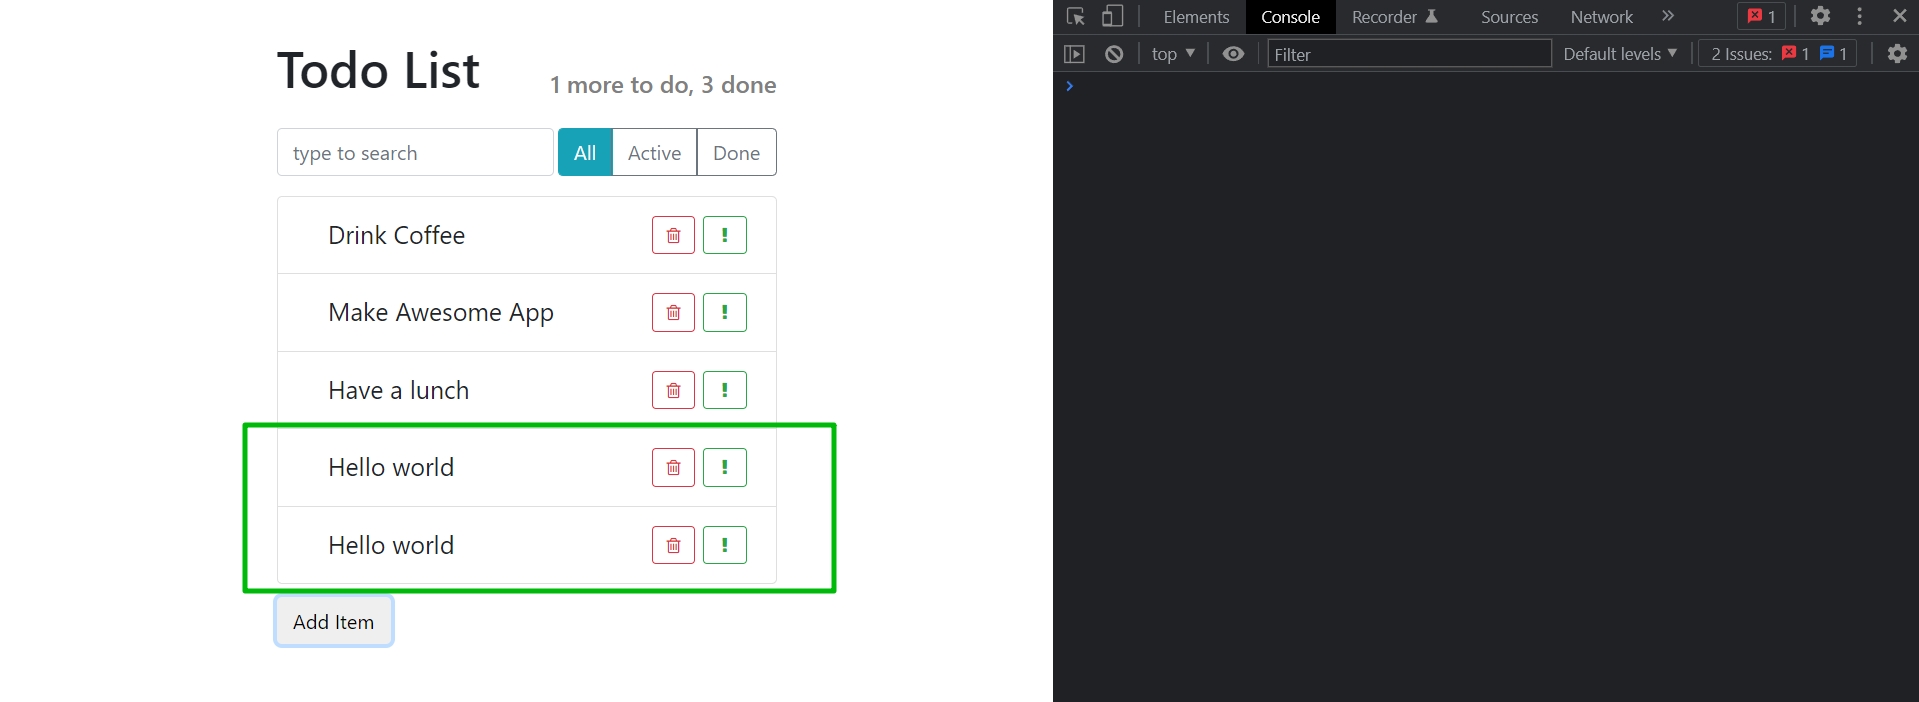 Todo List
1 more to do, 3 done
type to search
All Active Done
Drink Coffee
!
Make Awesome App
!
Have a lunch
!
Hello world
!
Hello world
!
Add Item
Elements Console Recorder Sources Network » 1
top Filter Default levels 2 Issues: 1 1
›